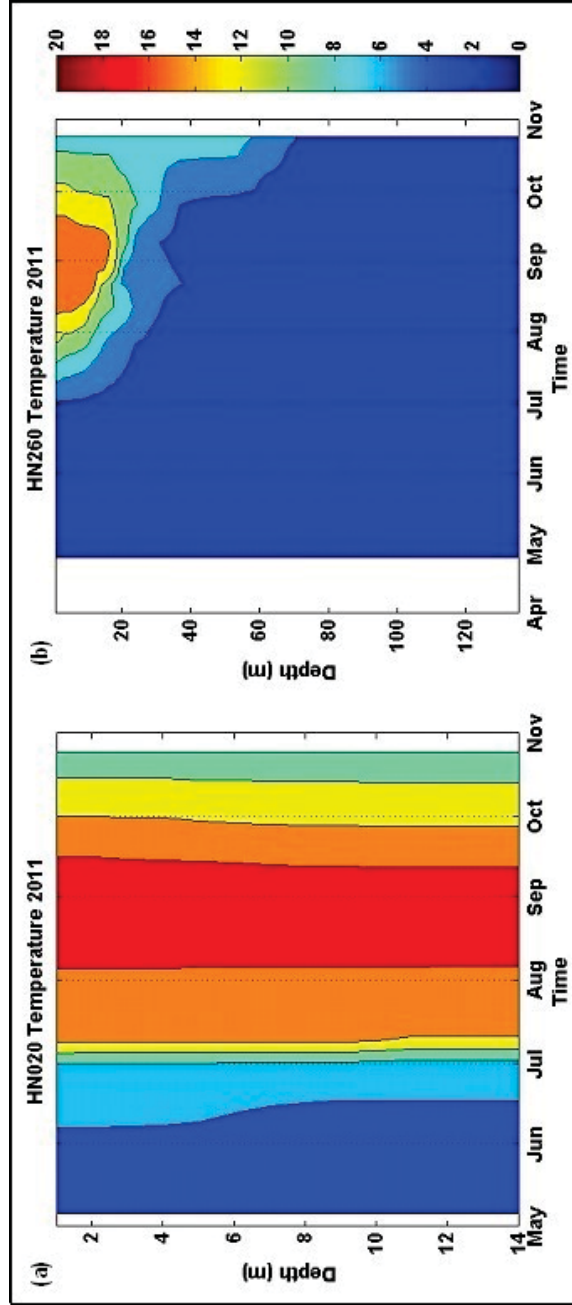 (a)
HN020 Temperature 2011
2
4
6
8
10
12
14
Depth (m)
May
Jun
Jul
Aug
Sep
Oct
Nov
Time
(b)
HN260 Temperature 2011
20
40
60
80
100
120
Depth (m)
Apr
May
Jun
Jul
Aug
Sep
Oct
Nov
Time
20
18
16
14
12
10
8
6
4
2
0